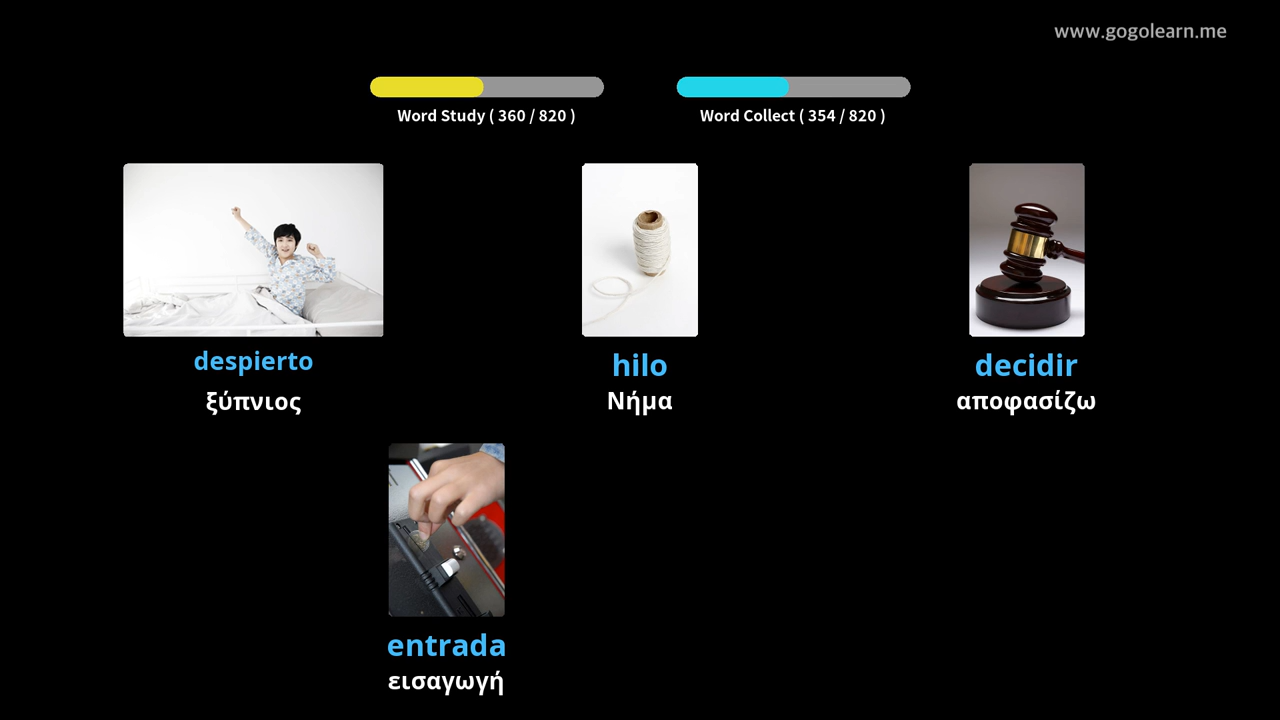 www.gogolearn.me
Word Study ( 360 / 820 )
Word Collect ( 354 / 820 )
despierto
ξύπνιος
hilo
Νήμα
decidir
αποφασίζω
entrada
εισαγωγή